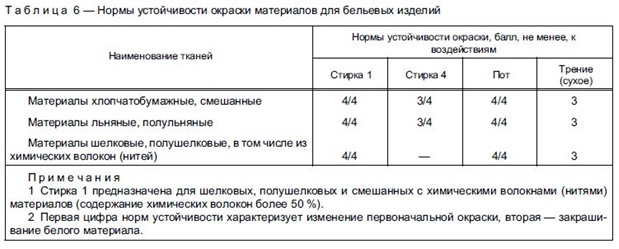 Т а б л и ц а  6 — Нормы устойчивости окраски материалов для бельевых изделий
Наименование тканей
Нормы устойчивости окраски, балл, не менее, к
воздействиям
Стирка 1 Стирка 4 Пот Трение
(сухое)
Материалы хлопчатобумажные, смешанные 4/4 3/4 4/4 3
Материалы льняные, полульняные 4/4 3/4 4/4 3
Материалы шелковые, полушелковые, в том числе из
химических волокон (нитей) 4/4 — 4/4 3
П р и м е ч а н и я
1 Стирка 1 предназначена для шелковых, полушелковых и смешанных с химическими волокнами (нитями)
материалов (содержание химических волокон более 50 %).
2 Первая цифра норм устойчивости характеризует изменение первоначальной окраски, вторая — закраши-
вание белого материала.